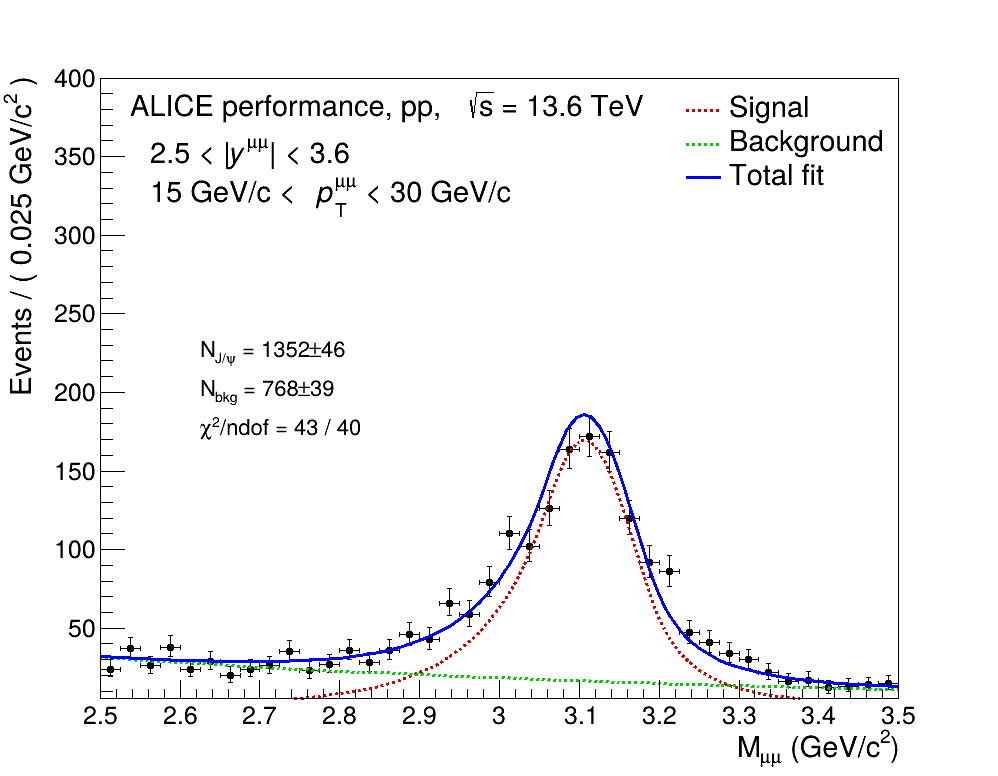 ALICE performance, pp, √s = 13.6 TeV
2.5 < |y^μμ| < 3.6
15 GeV/c < p_T^μμ < 30 GeV/c
Signal
Background
Total fit
N_J/ψ = 1352±46
N_bkg = 768±39
χ²/ndof = 43 / 40
Events / ( 0.025 GeV/c² )
400
350
300
250
200
150
100
50
2.5 2.6 2.7 2.8 2.9 3 3.1 3.2 3.3 3.4 3.5
M_μμ (GeV/c²)